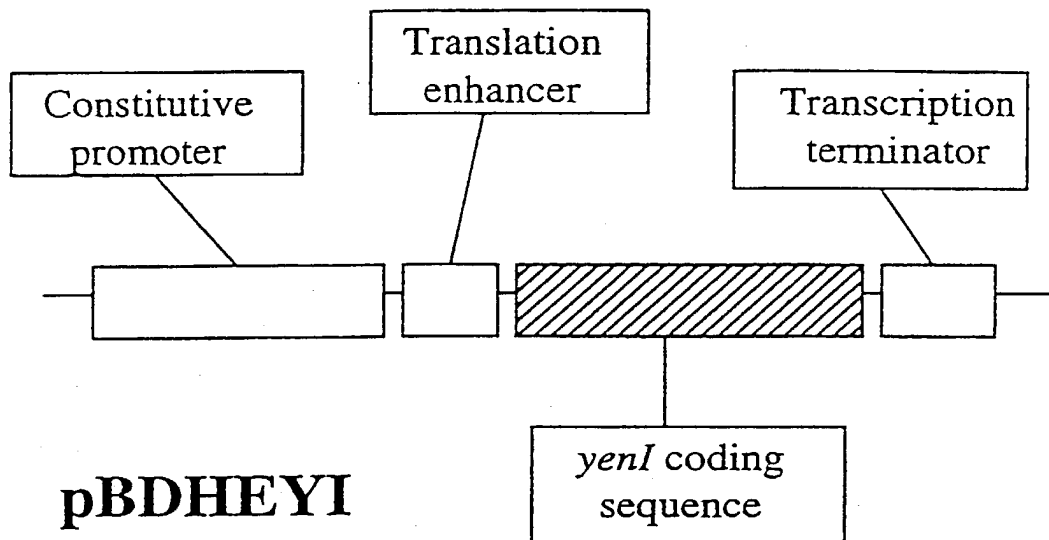 Constitutive
promoter
Translation
enhancer
Transcription
terminator
yenI coding
sequence
pBDHEYI